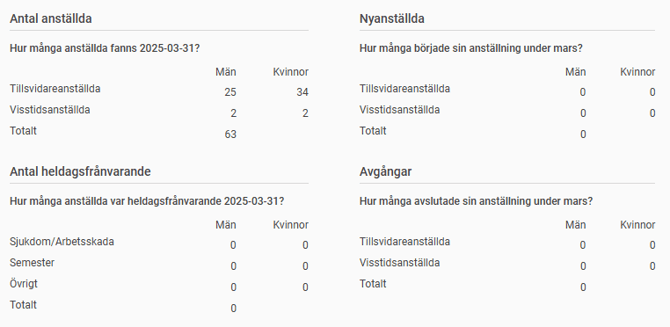 Antal anställda
Hur många anställda fanns 2025-03-31?
Män Kvinnor
Tillsvidareanställda 25 34
Visstidsanställda 2 2
Totalt 63
Nyanställda
Hur många började sin anställning under mars?
Män Kvinnor
Tillsvidareanställda 0 0
Visstidsanställda 0 0
Totalt 0
Antal heldagsfrånvarande
Hur många anställda var heldagsfrånvarande 2025-03-31?
Män Kvinnor
Sjukdom/Arbetsskada 0 0
Semester 0 0
Övrigt 0 0
Totalt 0
Avgångar
Hur många avslutade sin anställning under mars?
Män Kvinnor
Tillsvidareanställda 0 0
Visstidsanställda 0 0
Totalt 0